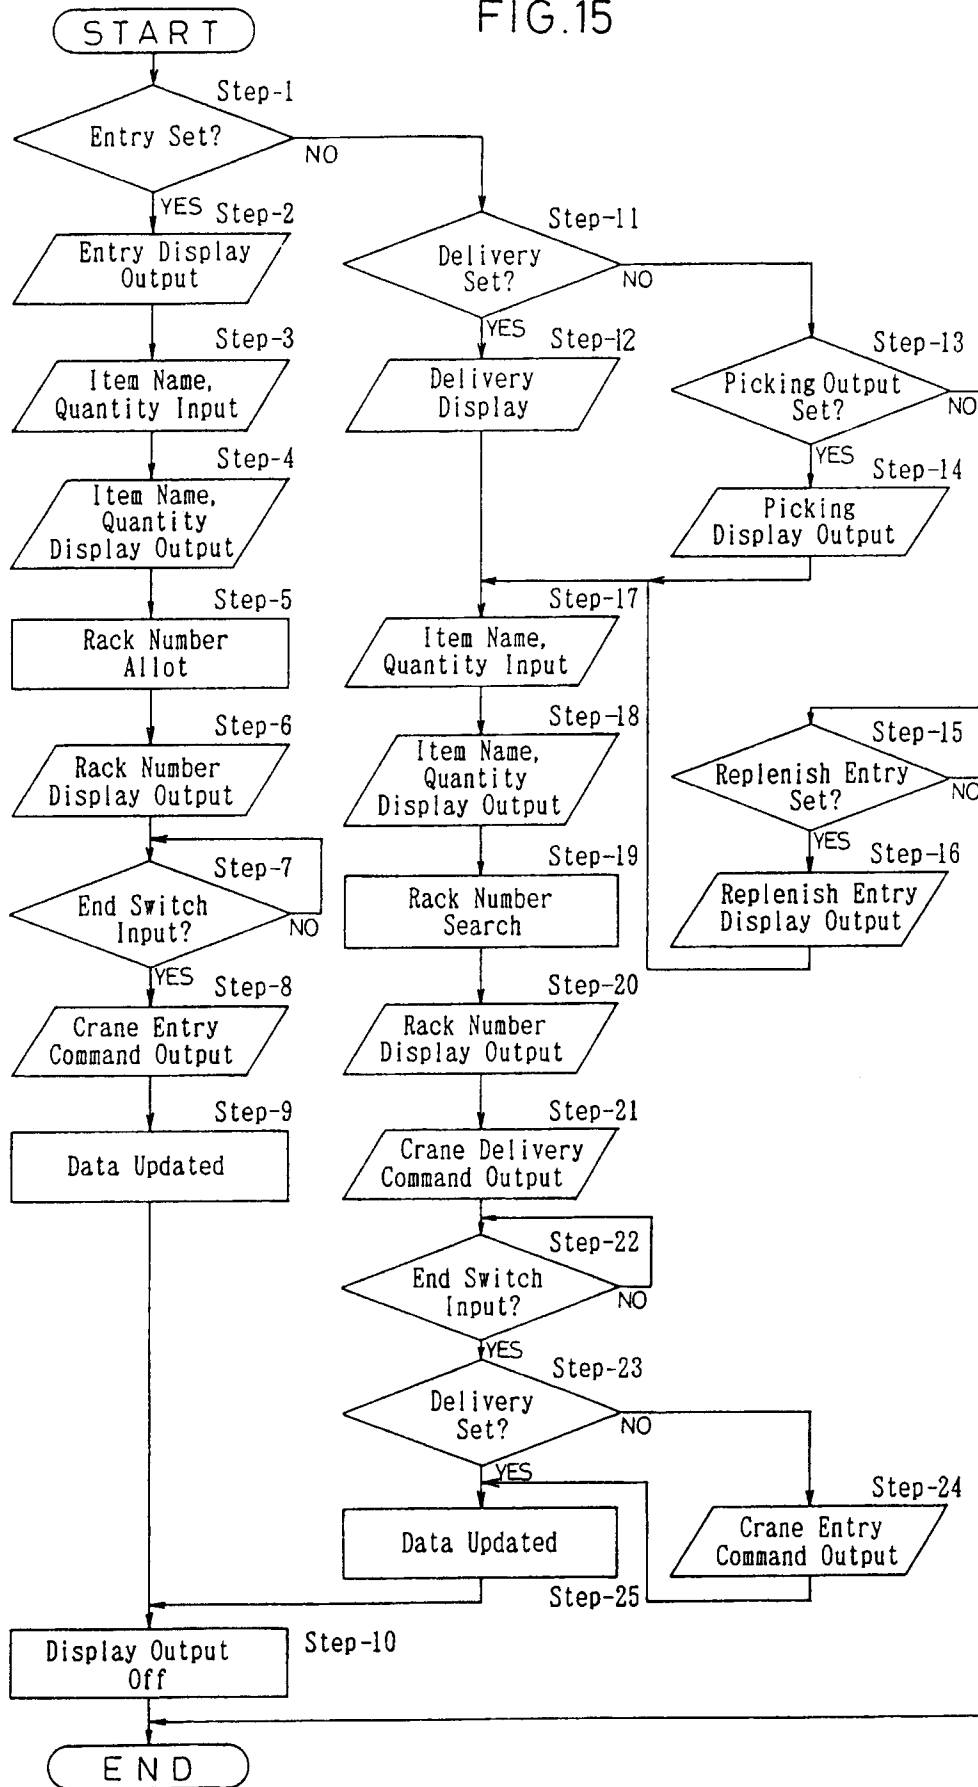 FIG.15
START
Step-1
Entry Set?
NO
YES
Step-2
Entry Display
Output
Step-3
Item Name,
Quantity Input
Step-4
Item Name,
Quantity
Display Output
Step-5
Rack Number
Allot
Step-6
Rack Number
Display Output
Step-7
End Switch
Input?
NO
YES
Step-8
Crane Entry
Command Output
Step-9
Data Updated
Step-10
Display Output
Off
END
Step-11
Delivery
Set?
NO
YES
Step-12
Delivery
Display
Step-13
Picking Output
Set?
NO
YES
Step-14
Picking
Display Output
Step-15
Replenish Entry
Set?
NO
YES
Step-16
Replenish Entry
Display Output
Step-17
Item Name,
Quantity Input
Step-18
Item Name,
Quantity
Display Output
Step-19
Rack Number
Search
Step-20
Rack Number
Display Output
Step-21
Crane Delivery
Command Output
Step-22
End Switch
Input?
NO
YES
Step-23
Delivery
Set?
NO
YES
Step-24
Crane Entry
Command Output
Data Updated
Step-25